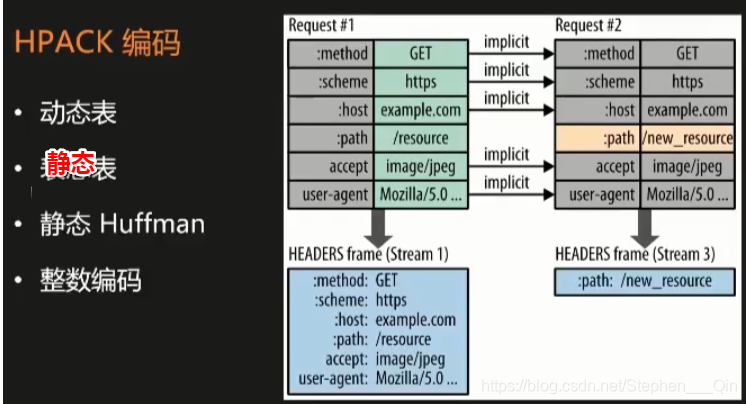 HPACK 编码
• 动态表
• 静态表
• 静态 Huffman
• 整数编码
Request #1
:method GET
:scheme https
:host example.com
:path /resource
accept image/jpeg
user-agent Mozilla/5.0 ...
implicit
implicit
implicit
implicit
implicit
Request #2
:method GET
:scheme https
:host example.com
:path /new_resource
accept image/jpeg
user-agent Mozilla/5.0 ...
HEADERS frame (Stream 1)
:method: GET
:scheme: https
:host: example.com
:path: /resource
accept: image/jpeg
user-agent: Mozilla/5.0 ...
HEADERS frame (Stream 3)
:path: /new_resource
https://blog.csdn.net/Stephen___Qin